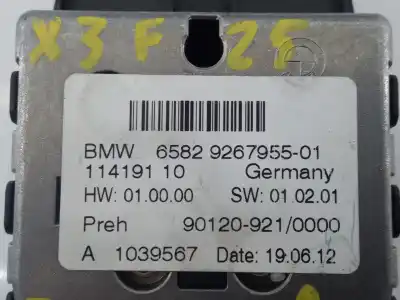 X3 F 25
BMW 6582 9267955-01
114191 10 Germany
HW: 01.00.00 SW: 01.02.01
Preh 90120-921/0000
A 1039567 Date: 19.06.12